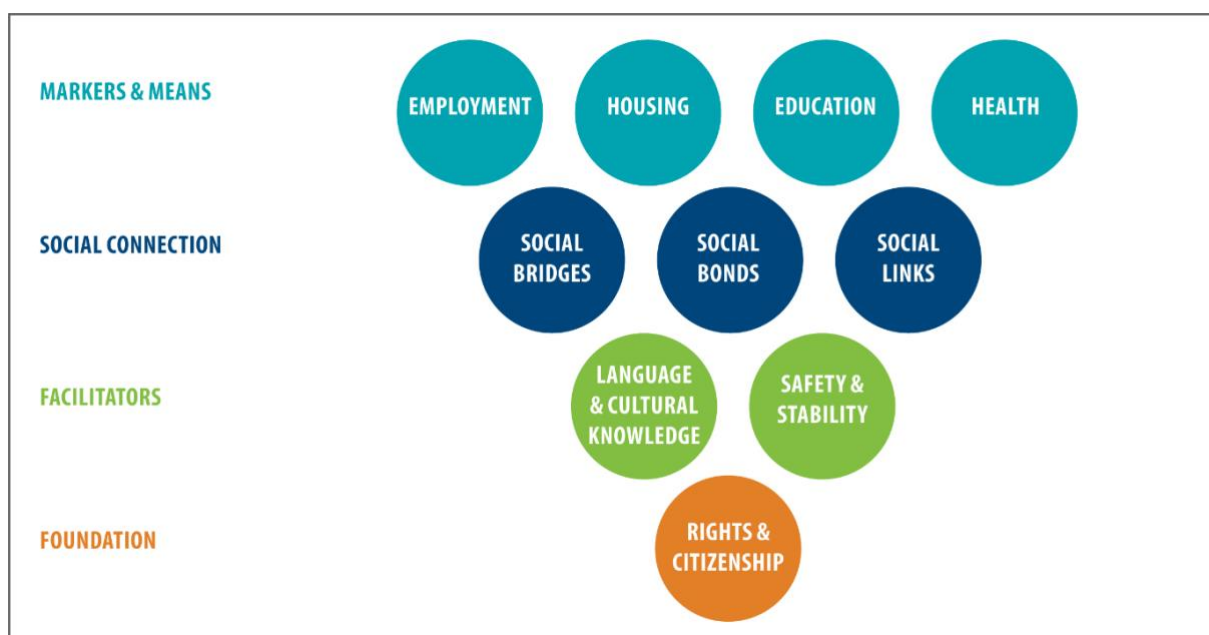 MARKERS & MEANS
EMPLOYMENT
HOUSING
EDUCATION
HEALTH
SOCIAL CONNECTION
SOCIAL
BRIDGES
SOCIAL
BONDS
SOCIAL
LINKS
FACILITATORS
LANGUAGE
& CULTURAL
KNOWLEDGE
SAFETY &
STABILITY
FOUNDATION
RIGHTS &
CITIZENSHIP